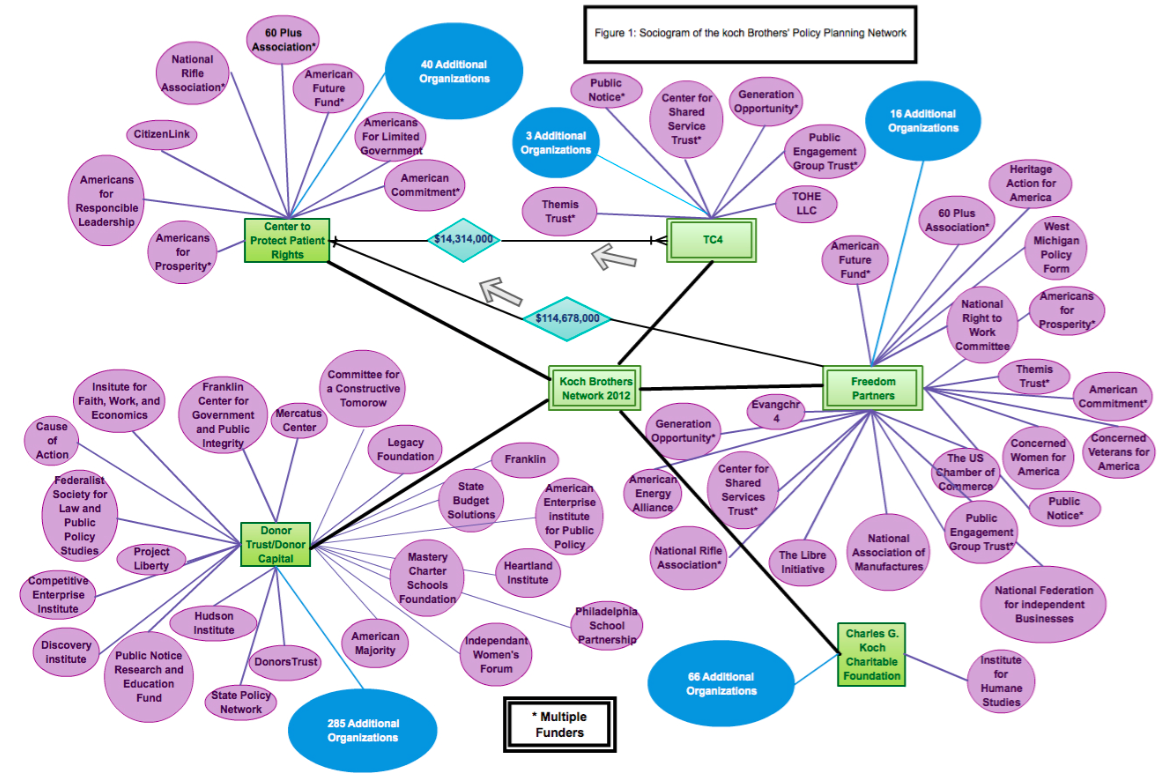 Figure 1: Sociogram of the koch Brothers' Policy Planning Network
60 Plus
Association*
National
Rifle
Association*
American
Future
Fund*
40 Additional
Organizations
CitizenLink
Americans
For Limited
Government
Americans
for
Responcible
Leadership
American
Commitment*
Americans
for
Prosperity*
Center to
Protect Patient
Rights
$14,314,000
$114,678,000
Public
Notice*
Center for
Shared
Service
Trust*
Generation
Opportunity*
3 Additional
Organizations
Public
Engagement
Group Trust*
Themis
Trust*
TOHE
LLC
TC4
16 Additional
Organizations
Heritage
Action for
America
60 Plus
Association*
West
Michigan
Policy
Form
American
Future
Fund*
National
Right to
Work
Committee
Americans
for
Prosperity*
Themis
Trust*
American
Commitment*
Koch Brothers
Network 2012
Freedom
Partners
Evangchr
4
Generation
Opportunity*
American
Energy
Alliance
Center for
Shared
Services
Trust*
National Rifle
Association*
The Libre
Initiative
National
Association of
Manufactures
The US
Chamber of
Commerce
Concerned
Women for
America
Concerned
Veterans for
America
Public
Notice*
Public
Engagement
Group Trust*
National Federation
for independent
Businesses
Insitute for
Faith, Work, and
Economics
Franklin
Center for
Government
and Public
Integrity
Mercatus
Center
Committee for
a Constructive
Tomorow
Cause
of
Action
Legacy
Foundation
Franklin
Federalist
Society for
Law and
Public
Policy
Studies
State
Budget
Solutions
American
Enterprise
institute
for Public
Policy
Donor
Trust/Donor
Capital
Project
Liberty
Mastery
Charter
Schools
Foundation
Heartland
Institute
Competitive
Enterprise
Institute
Hudson
Institute
Philadelphia
School
Partnership
Discovery
institute
Public Notice
Research and
Education
Fund
DonorsTrust
American
Majority
Independant
Women's
Forum
State Policy
Network
285 Additional
Organizations
* Multiple
Funders
66 Additional
Organizations
Charles G.
Koch
Charitable
Foundation
Institute
for
Humane
Studies